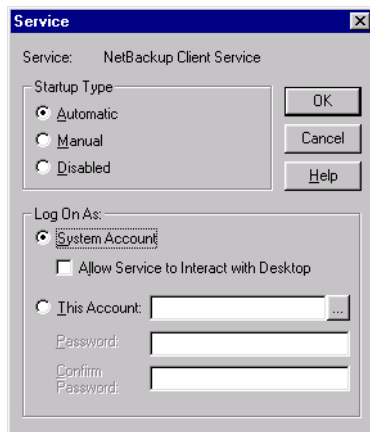 Service
Service: NetBackup Client Service
Startup Type
Automatic
Manual
Disabled
OK
Cancel
Help
Log On As:
System Account
Allow Service to Interact with Desktop
This Account:
...
Password:
Confirm
Password: